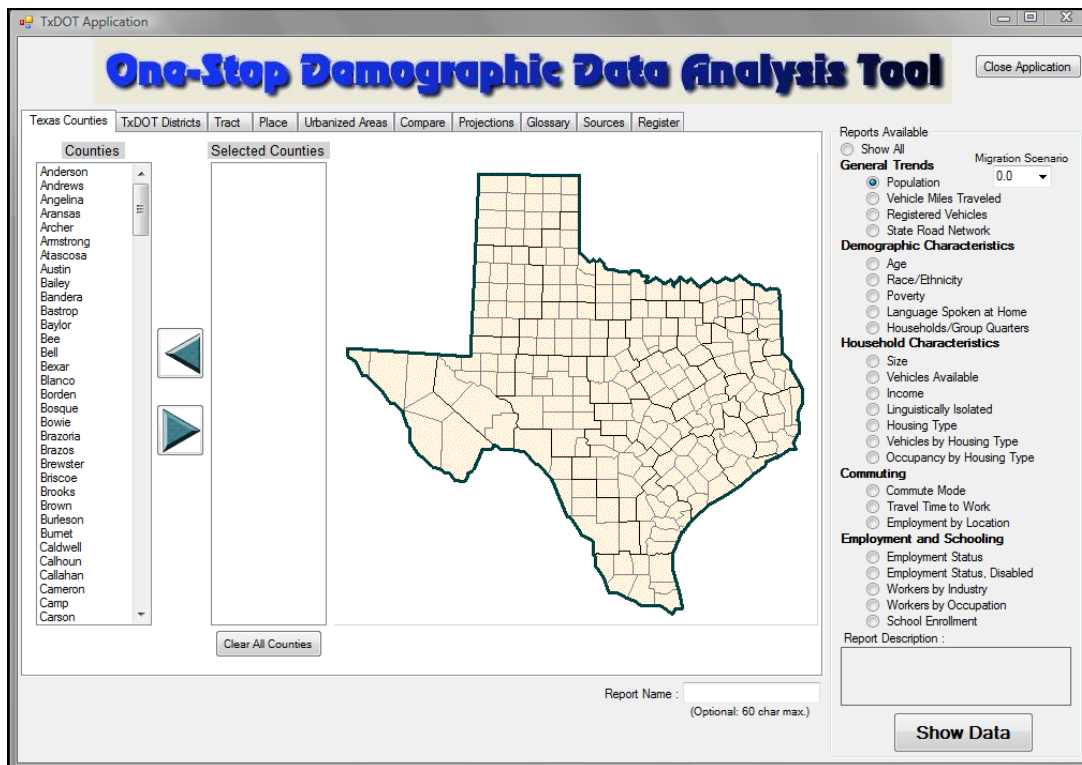 TxDOT Application
One-Stop Demographic Data Analysis Tool
Close Application
Texas Counties TxDOT Districts Tract Place Urbanized Areas Compare Projections Glossary Sources Register
Counties
Anderson
Andrews
Angelina
Aransas
Archer
Armstrong
Atascosa
Austin
Bailey
Bandera
Bastrop
Baylor
Bee
Bell
Bexar
Blanco
Borden
Bosque
Bowie
Brazoria
Brazos
Brewster
Briscoe
Brooks
Brown
Burleson
Burnet
Caldwell
Calhoun
Callahan
Cameron
Camp
Carson
Selected Counties
Clear All Counties
Report Name :
(Optional: 60 char max.)
Reports Available
Show All
Migration Scenario
0.0
General Trends
Population
Vehicle Miles Traveled
Registered Vehicles
State Road Network
Demographic Characteristics
Age
Race/Ethnicity
Poverty
Language Spoken at Home
Households/Group Quarters
Household Characteristics
Size
Vehicles Available
Income
Linguistically Isolated
Housing Type
Vehicles by Housing Type
Occupancy by Housing Type
Commuting
Commute Mode
Travel Time to Work
Employment by Location
Employment and Schooling
Employment Status
Employment Status, Disabled
Workers by Industry
Workers by Occupation
School Enrollment
Report Description :
Show Data